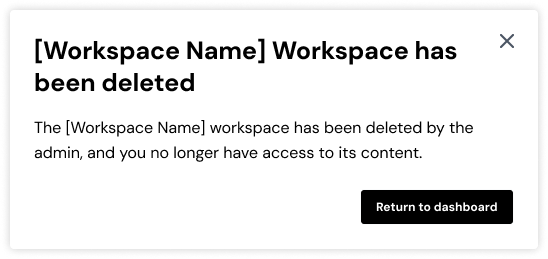 [Workspace Name] Workspace has
been deleted
The [Workspace Name] workspace has been deleted by the
admin, and you no longer have access to its content.
Return to dashboard